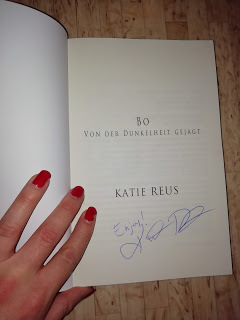 BO
VON DER DUNKELHEIT GEJAGT
KATIE REUS
Enjoy!